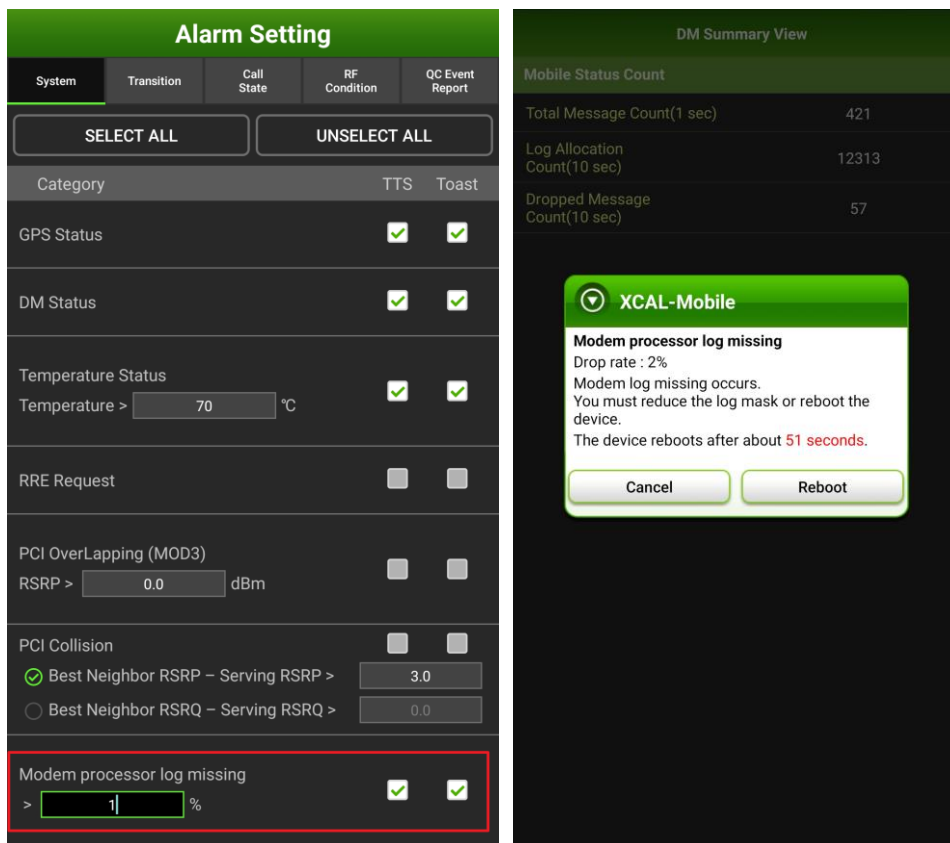 Alarm Setting
System
Transition
Call
State
RF
Condition
QC Event
Report
SELECT ALL
UNSELECT ALL
Category TTS Toast
GPS Status
DM Status
Temperature Status
Temperature > 70 ℃
RRE Request
PCI OverLapping (MOD3)
RSRP > 0.0 dBm
PCI Collision
Best Neighbor RSRP – Serving RSRP > 3.0
Best Neighbor RSRQ – Serving RSRQ > 0.0
Modem processor log missing
> 1 %
DM Summary View
Mobile Status Count
Total Message Count(1 sec) 421
Log Allocation
Count(10 sec) 12313
Dropped Message
Count(10 sec) 57
XCAL-Mobile
Modem processor log missing
Drop rate : 2%
Modem log missing occurs.
You must reduce the log mask or reboot the
device.
The device reboots after about 51 seconds.
Cancel
Reboot